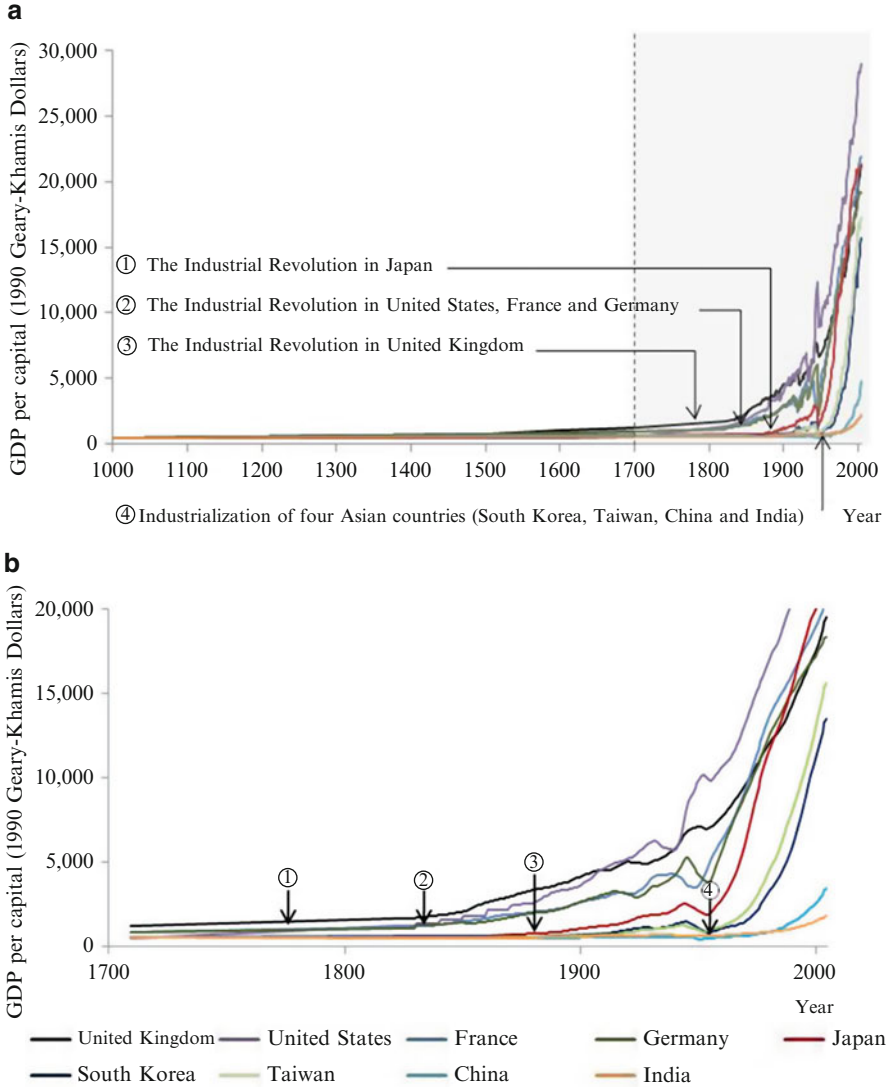 a
GDP per capital (1990 Geary-Khamis Dollars)
30,000
25,000
20,000
15,000
10,000
5,000
0
① The Industrial Revolution in Japan
② The Industrial Revolution in United States, France and Germany
③ The Industrial Revolution in United Kingdom
1000 1100 1200 1300 1400 1500 1600 1700 1800 1900 2000
④ Industrialization of four Asian countries (South Korea, Taiwan, China and India) Year
b
GDP per capital (1990 Geary-Khamis Dollars)
20,000
15,000
10,000
5,000
0
① ② ③ ④
1700 1800 1900 2000
Year
United Kingdom United States France Germany Japan
South Korea Taiwan China India